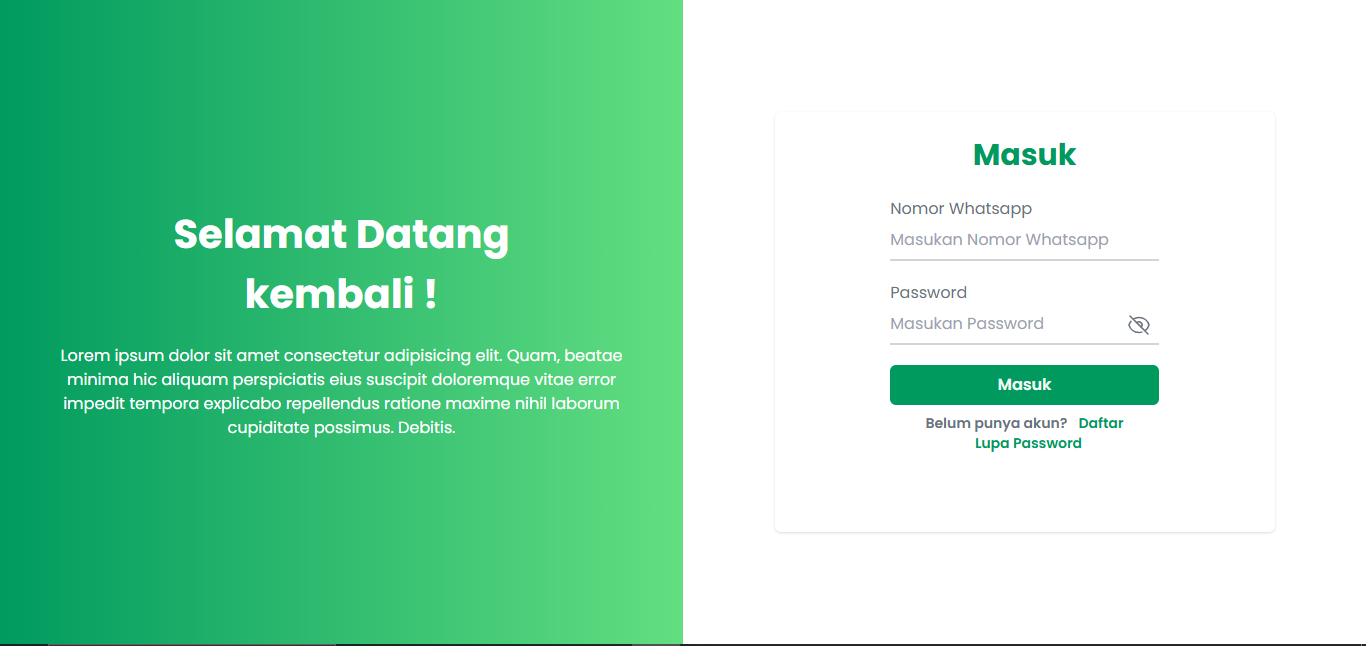 Selamat Datang
kembali !
Lorem ipsum dolor sit amet consectetur adipisicing elit. Quam, beatae
minima hic aliquam perspiciatis eius suscipit doloremque vitae error
impedit tempora explicabo repellendus ratione maxime nihil laborum
cupiditate possimus. Debitis.
Masuk
Nomor Whatsapp
Masukan Nomor Whatsapp
Password
Masukan Password
Masuk
Belum punya akun? Daftar
Lupa Password